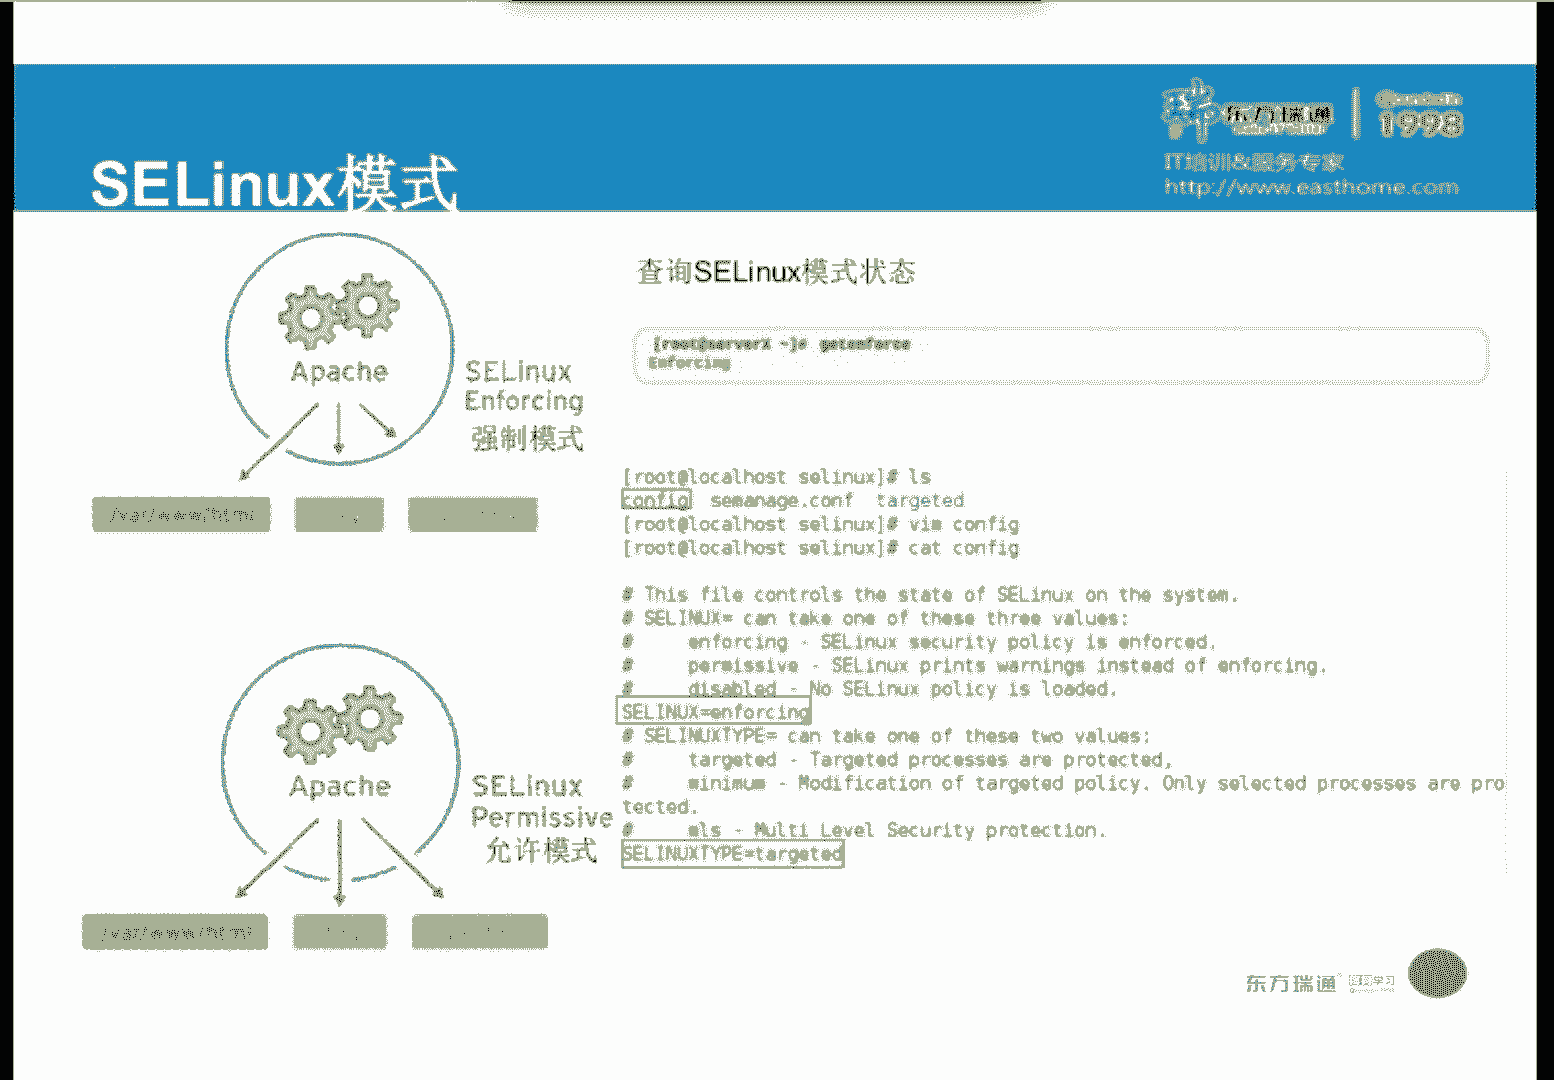 SELinux模式
东方瑞通
1998
IT培训&服务专家
http://www.easthome.com
Apache
SELinux
Enforcing
强制模式
/var/www/html
Apache
SELinux
Permissive
允许模式
/var/www/html
查询SELinux模式状态
[root@serverX ~]# getenforce
Enforcing
[root@localhost selinux]# ls
config semanage.conf targeted
[root@localhost selinux]# vim config
[root@localhost selinux]# cat config
# This file controls the state of SELinux on the system.
# SELINUX= can take one of these three values:
# enforcing - SELinux security policy is enforced.
# permissive - SELinux prints warnings instead of enforcing.
# disabled - No SELinux policy is loaded.
SELINUX=enforcing
# SELINUXTYPE= can take one of these two values:
# targeted - Targeted processes are protected,
# minimum - Modification of targeted policy. Only selected processes are pro
tected.
# mls - Multi Level Security protection.
SELINUXTYPE=targeted
东方瑞通